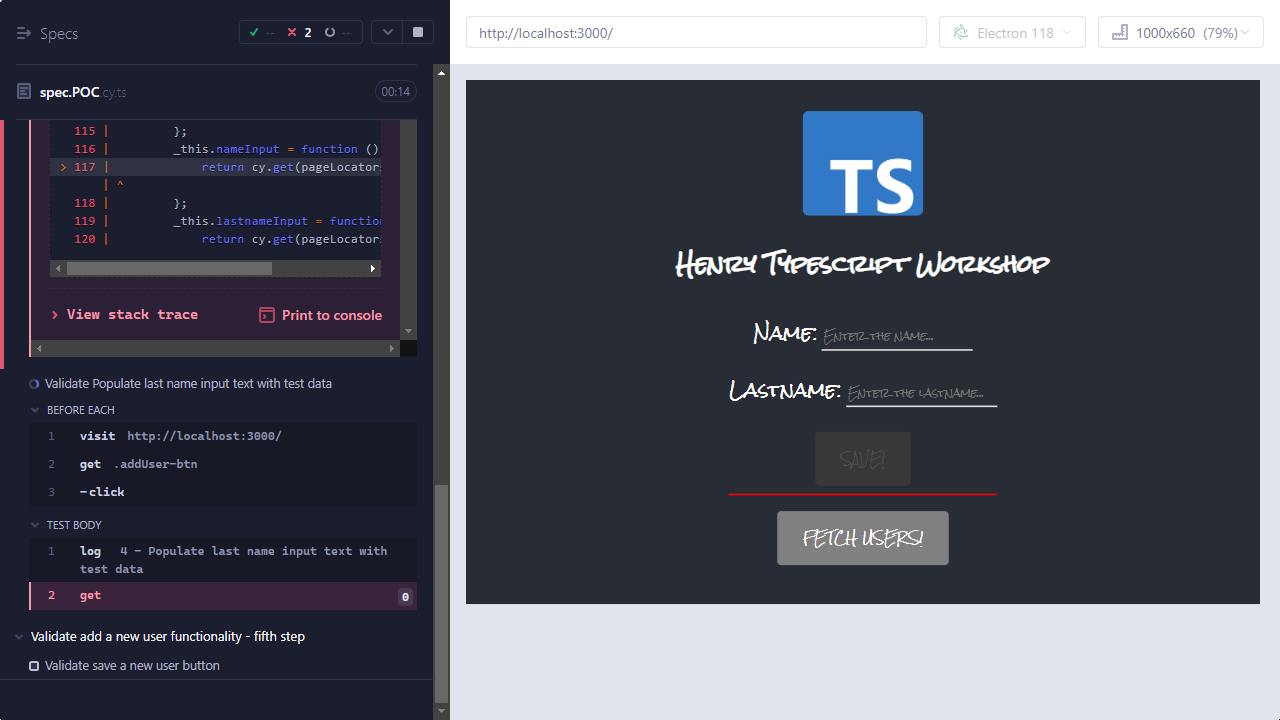 Specs
-- 2 --
spec.POC cy.ts 00:14
115 | };
116 | _this.nameInput = function ()
> 117 | return cy.get(pageLocator
| ^
118 | };
119 | _this.lastnameInput = function
120 | return cy.get(pageLocator
> View stack trace Print to console
Validate Populate last name input text with test data
BEFORE EACH
1 visit http://localhost:3000/
2 get .addUser-btn
3 -click
TEST BODY
1 log 4 - Populate last name input text with
test data
2 get 0
Validate add a new user functionality - fifth step
Validate save a new user button
http://localhost:3000/ Electron 118 1000x660 (79%)
TS
Henry Typescript Workshop
Name: Enter the name...
Lastname: Enter the lastname...
SAVE!
FETCH USERS!